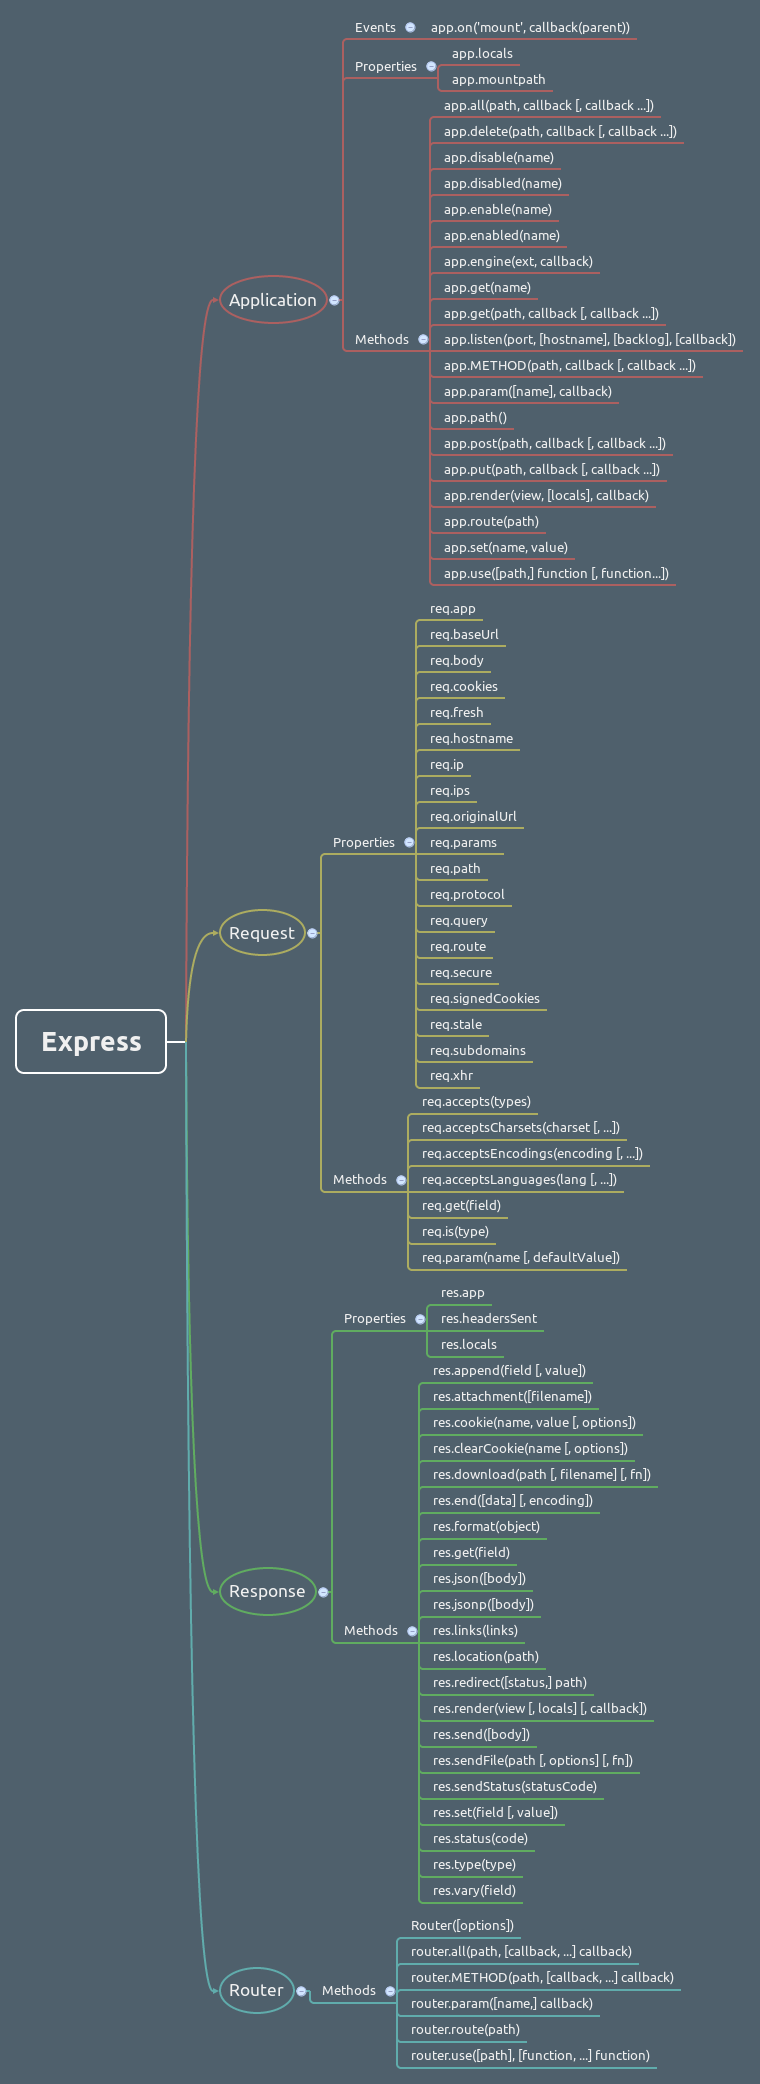 Express
Application
Events
app.on('mount', callback(parent))
Properties
app.locals
app.mountpath
Methods
app.all(path, callback [, callback ...])
app.delete(path, callback [, callback ...])
app.disable(name)
app.disabled(name)
app.enable(name)
app.enabled(name)
app.engine(ext, callback)
app.get(name)
app.get(path, callback [, callback ...])
app.listen(port, [hostname], [backlog], [callback])
app.METHOD(path, callback [, callback ...])
app.param([name], callback)
app.path()
app.post(path, callback [, callback ...])
app.put(path, callback [, callback ...])
app.render(view, [locals], callback)
app.route(path)
app.set(name, value)
app.use([path,] function [, function...])
Request
Properties
req.app
req.baseUrl
req.body
req.cookies
req.fresh
req.hostname
req.ip
req.ips
req.originalUrl
req.params
req.path
req.protocol
req.query
req.route
req.secure
req.signedCookies
req.stale
req.subdomains
req.xhr
Methods
req.accepts(types)
req.acceptsCharsets(charset [, ...])
req.acceptsEncodings(encoding [, ...])
req.acceptsLanguages(lang [, ...])
req.get(field)
req.is(type)
req.param(name [, defaultValue])
Response
Properties
res.app
res.headersSent
res.locals
Methods
res.append(field [, value])
res.attachment([filename])
res.cookie(name, value [, options])
res.clearCookie(name [, options])
res.download(path [, filename] [, fn])
res.end([data] [, encoding])
res.format(object)
res.get(field)
res.json([body])
res.jsonp([body])
res.links(links)
res.location(path)
res.redirect([status,] path)
res.render(view [, locals] [, callback])
res.send([body])
res.sendFile(path [, options] [, fn])
res.sendStatus(statusCode)
res.set(field [, value])
res.status(code)
res.type(type)
res.vary(field)
Router
Methods
Router([options])
router.all(path, [callback, ...] callback)
router.METHOD(path, [callback, ...] callback)
router.param([name,] callback)
router.route(path)
router.use([path], [function, ...] function)